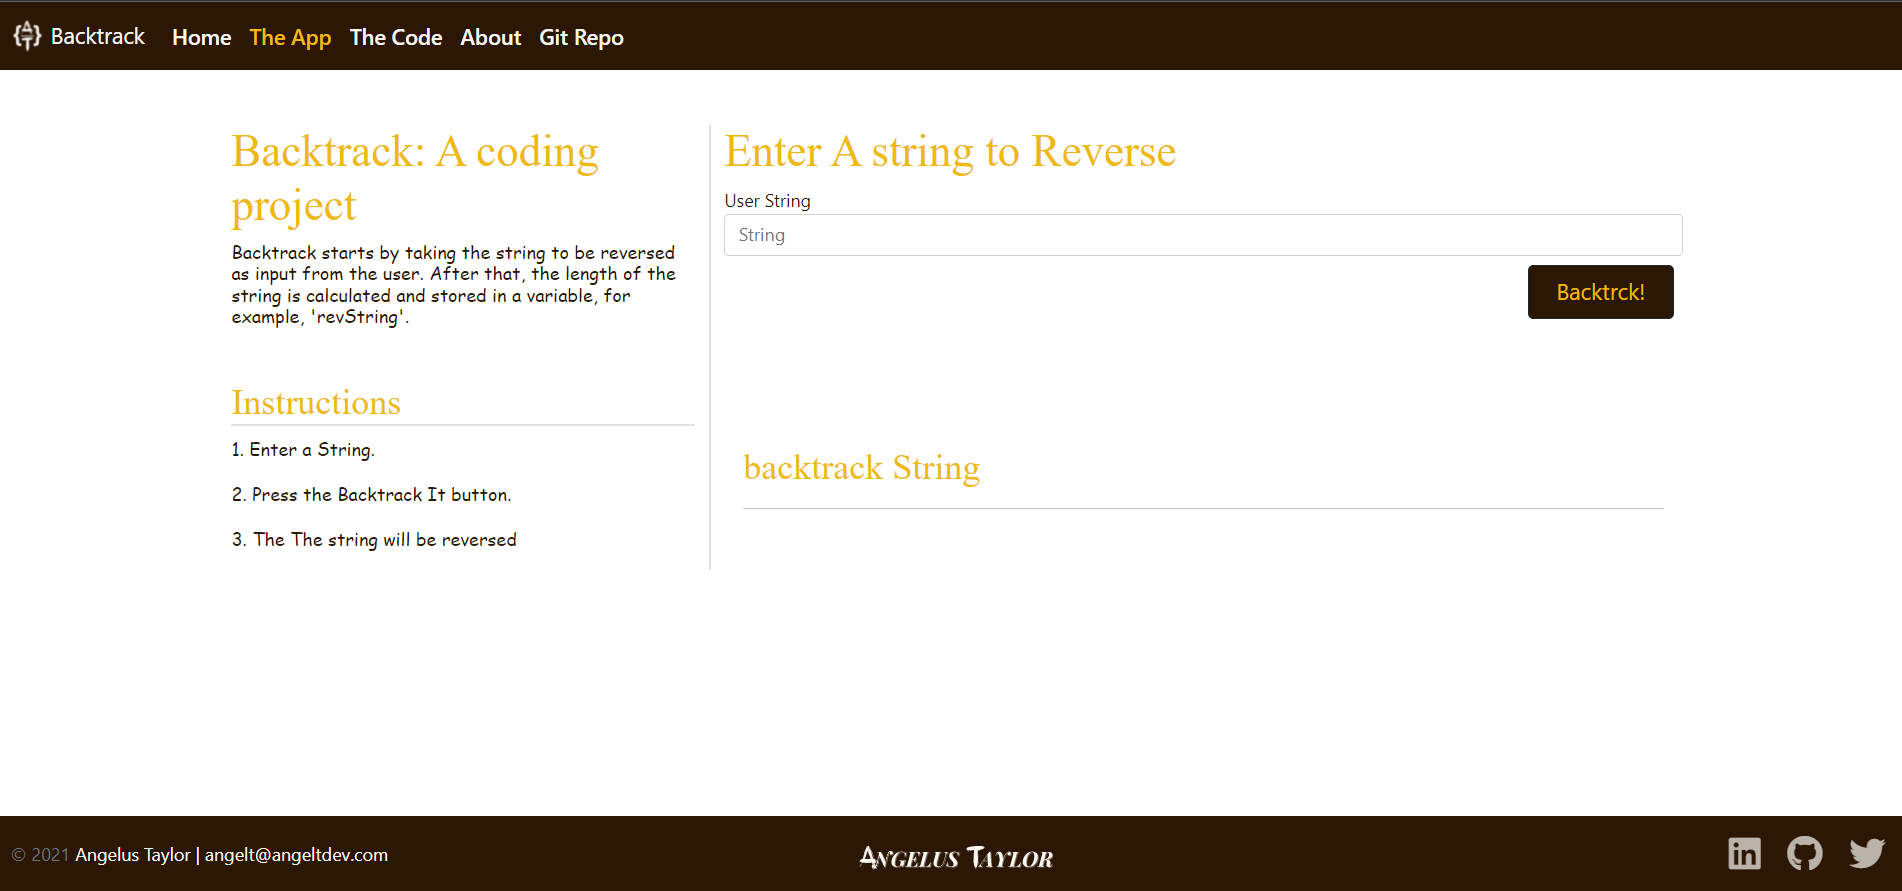 Backtrack Home The App The Code About Git Repo
Backtrack: A coding
project
Backtrack starts by taking the string to be reversed
as input from the user. After that, the length of the
string is calculated and stored in a variable, for
example, 'revString'.
Instructions
1. Enter a String.
2. Press the Backtrack It button.
3. The The string will be reversed
Enter A string to Reverse
User String
String
Backtrck!
backtrack String
© 2021 Angelus Taylor | angelt@angeltdev.com
ANGELUS TAYLOR
in